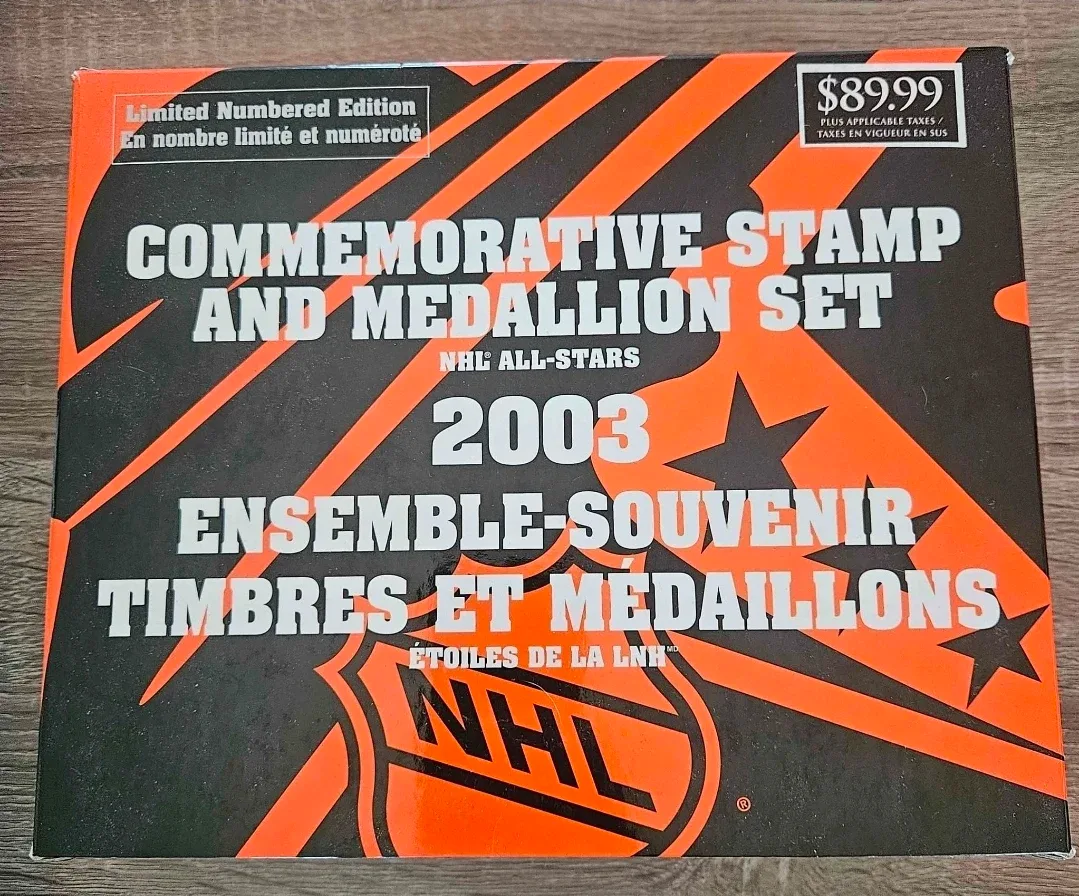 Limited Numbered Edition
En nombre limité et numéroté
$89.99
PLUS APPLICABLE TAXES /
TAXES EN VIGUEUR EN SUS
COMMEMORATIVE STAMP
AND MEDALLION SET
NHL® ALL-STARS
2003
ENSEMBLE-SOUVENIR
TIMBRES ET MÉDAILLONS
ÉTOILES DE LA LNH MD
NHL
®